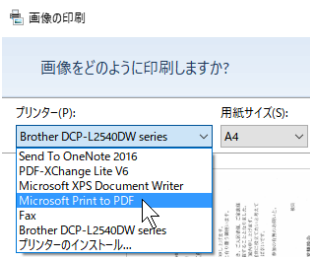 画像の印刷
画像をどのように印刷しますか?
プリンター(P):
用紙サイズ(S):
Brother DCP-L2540DW series
A4
Send To OneNote 2016
PDF-XChange Lite V6
Microsoft XPS Document Writer
Microsoft Print to PDF
Fax
Brother DCP-L2540DW series
プリンターのインストール...